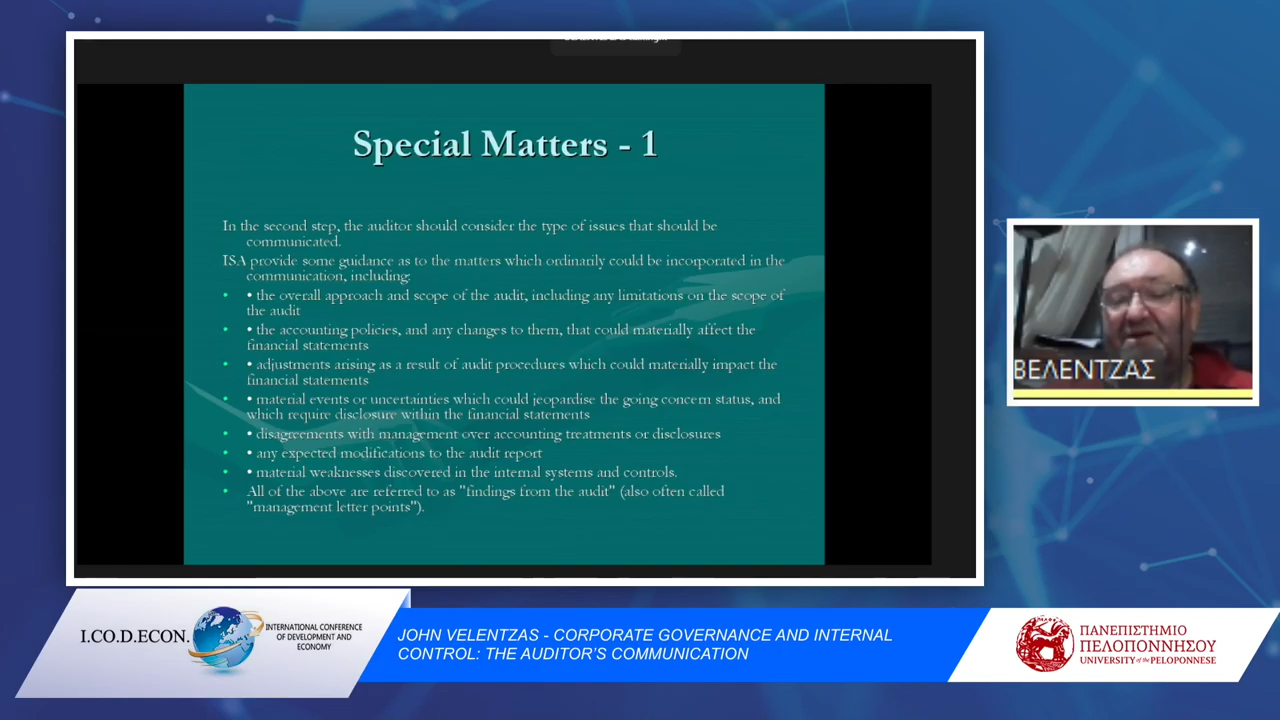 Special Matters - 1
In the second step, the auditor should consider the type of issues that should be
communicated.
ISA provide some guidance as to the matters which ordinarily could be incorporated in the
communication, including:
• • the overall approach and scope of the audit, including any limitations on the scope of
the audit
• • the accounting policies, and any changes to them, that could materially affect the
financial statements
• • adjustments arising as a result of audit procedures which could materially impact the
financial statements
• • material events or uncertainties which could jeopardise the going concern status, and
which require disclosure within the financial statements
• • disagreements with management over accounting treatments or disclosures
• • any expected modifications to the audit report
• • material weaknesses discovered in the internal systems and controls.
• All of the above are referred to as "findings from the audit" (also often called
"management letter points").
ΒΕΛΕΝΤΖΑΣ
I.CO.D.ECON.
INTERNATIONAL CONFERENCE
OF DEVELOPMENT AND
ECONOMY
JOHN VELENTZAS - CORPORATE GOVERNANCE AND INTERNAL
CONTROL: THE AUDITOR'S COMMUNICATION
ΠΑΝΕΠΙΣΤΗΜΙΟ
ΠΕΛΟΠΟΝΝΗΣΟΥ
UNIVERSITY of the PELOPONNESE